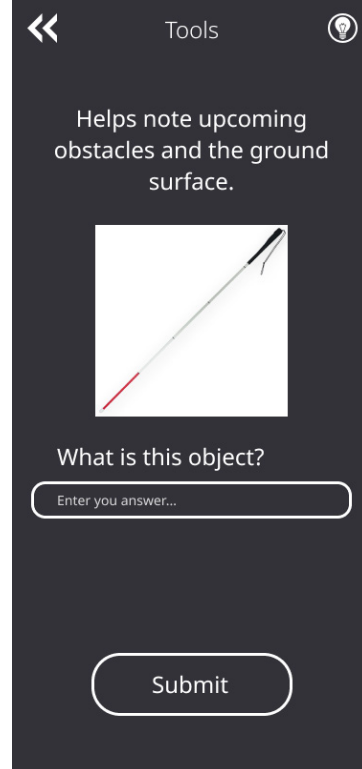 Tools
Helps note upcoming
obstacles and the ground
surface.
What is this object?
Enter you answer...
Submit